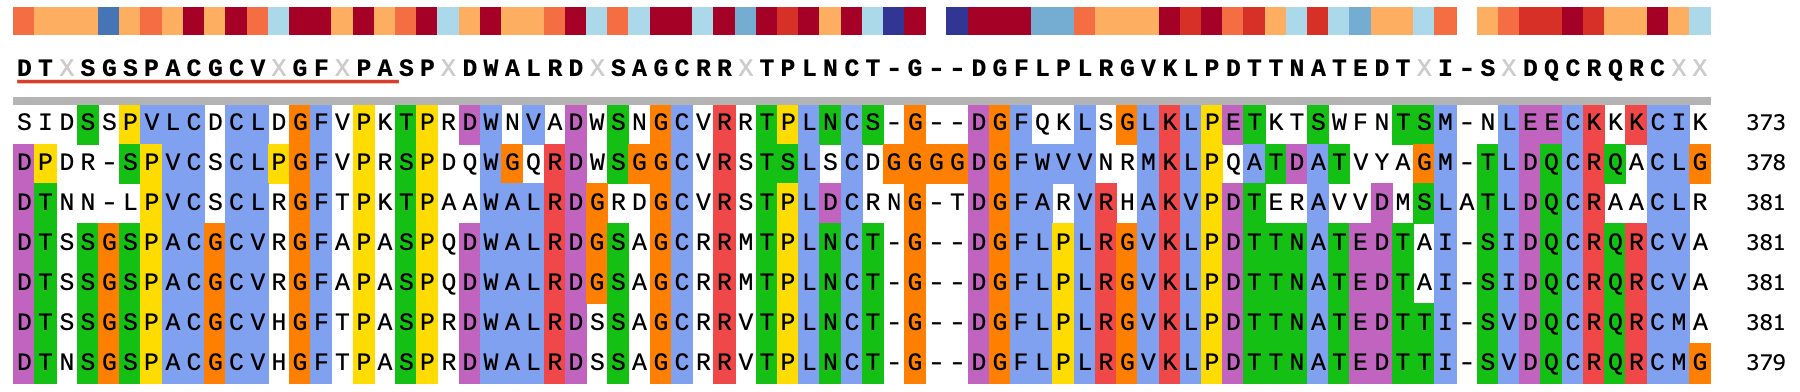 DTXSGSPACGCVXGFXPASPXDWALRDXSAGCRRXTPLNCT-G--DGFLPLRGVKLPDTTNATEDTXI-SXDQCRQRCXX
SIDSSPVLCDCLDGFVPKTPRDWNVADWSNGCVRRTPLNCS-G--DGFQKLSGLKLPETKTSWFNTSM-NLEECKKKCIK 373
DPDR-SPVCSCLPGFVPRSPDQWGQRDWSGGCVRSTSLSCDGGGGDGFWVVNRMKLPQATDATVYAGM-TLDQCRQACLG 378
DTNN-LPVCSCLRGFTPKTPAAWALRDGRDGCVRSTPLDCRNG-TDGFARVRHAKVPDTERAVVDMSLATLDQCRAACLR 381
DTSSGSPACGCVRGFAPASPQDWALRDGSAGCRRMTPLNCT-G--DGFLPLRGVKLPDTTNATEDTAI-SIDQCRQRCVA 381
DTSSGSPACGCVRGFAPASPQDWALRDGSAGCRRMTPLNCT-G--DGFLPLRGVKLPDTTNATEDTAI-SIDQCRQRCVA 381
DTSSGSPACGCVHGFTPASPRDWALRDSSAGCRRVTPLNCT-G--DGFLPLRGVKLPDTTNATEDTTI-SVDQCRQRCMA 381
DTNSGSPACGCVHGFTPASPRDWALRDSSAGCRRVTPLNCT-G--DGFLPLRGVKLPDTTNATEDTTI-SVDQCRQRCMG 379